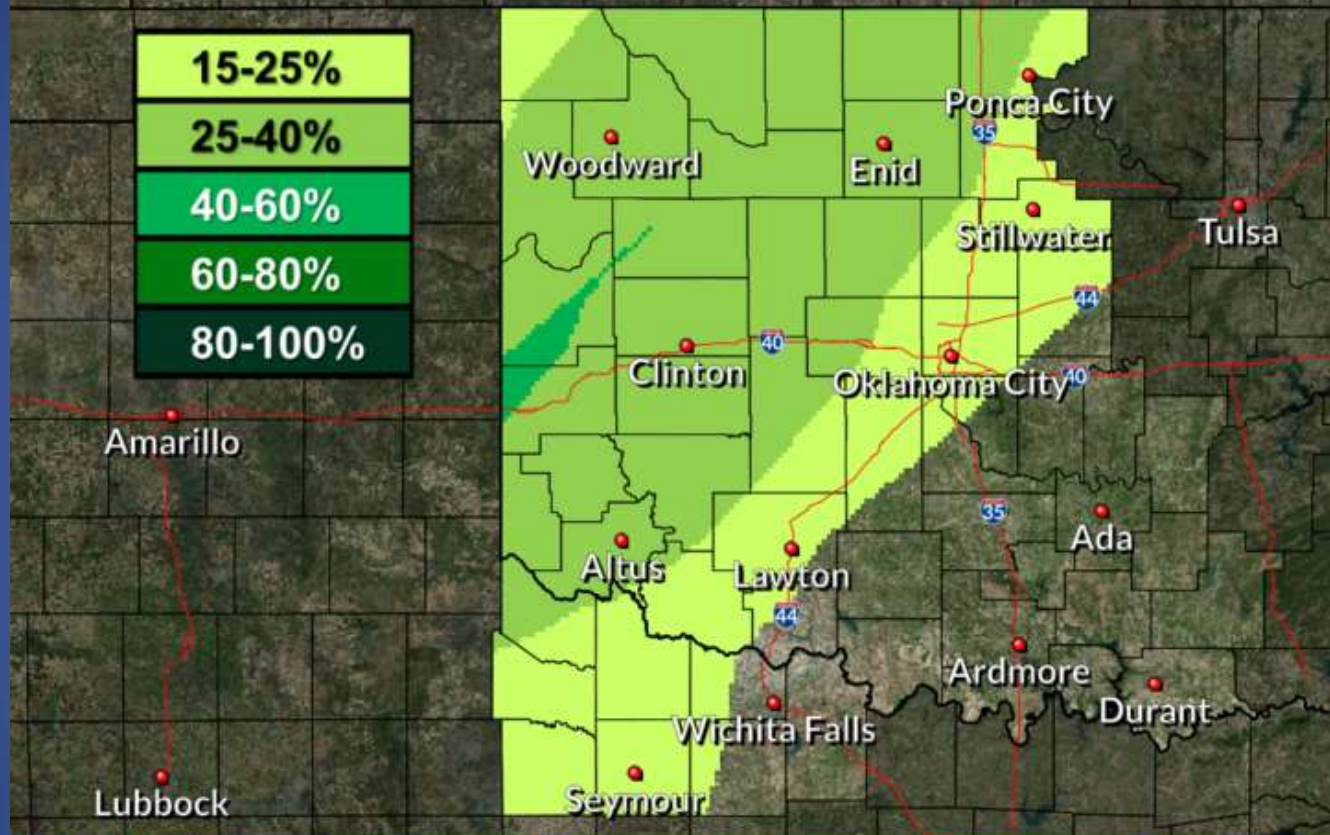 15-25%
25-40%
40-60%
60-80%
80-100%
Ponca City
35
Woodward
Enid
Stillwater
Tulsa
44
40
Clinton
Oklahoma City
40
Amarillo
35
Ada
Altus
Lawton
44
Ardmore
Durant
Wichita Falls
Lubbock
Seymour